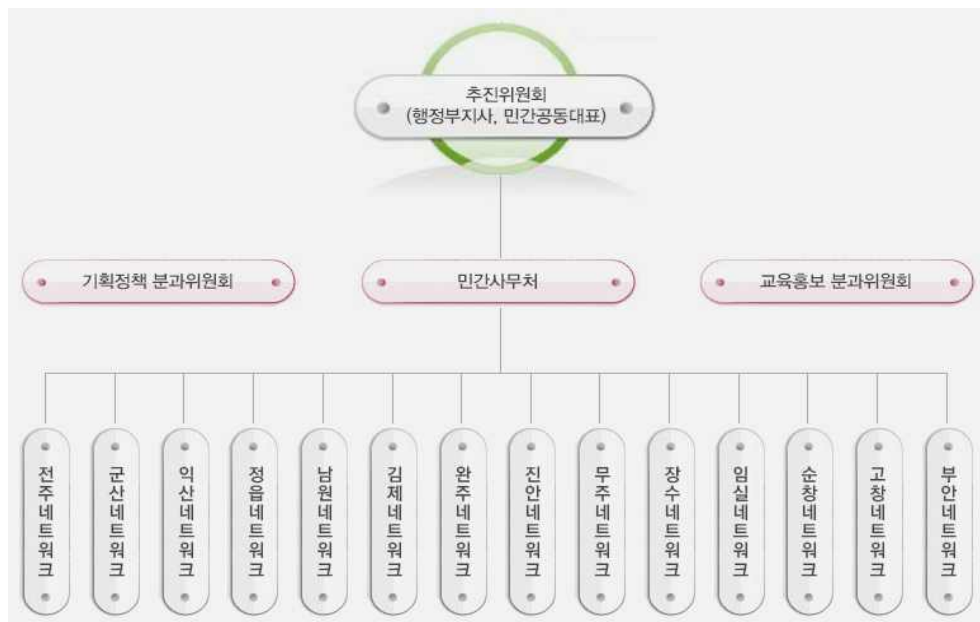 추진위원회
(행정부지사, 민간공동대표)
기획정책 분과위원회
민간사무처
교육홍보 분과위원회
전주네트워크
군산네트워크
익산네트워크
정읍네트워크
남원네트워크
김제네트워크
완주네트워크
진안네트워크
무주네트워크
장수네트워크
임실네트워크
순창네트워크
고창네트워크
부안네트워크